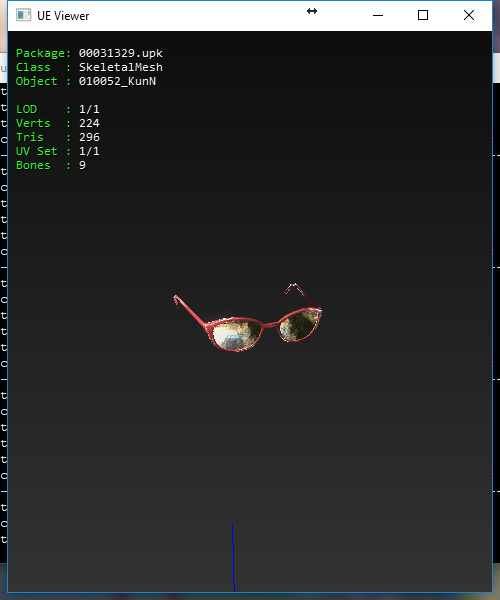 UE Viewer
Package: 00031329.upk
Class : SkeletalMesh
Object : 010052_KunN
LOD : 1/1
Verts : 224
Tris : 296
UV Set : 1/1
Bones : 9